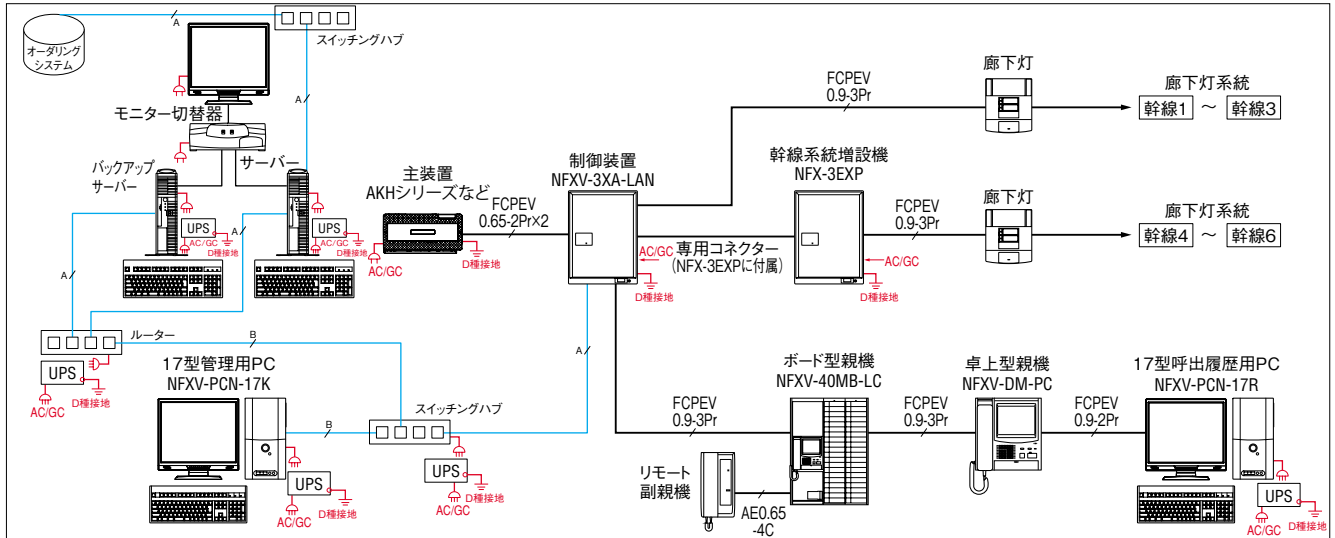 オーダリング
システム
A
スイッチングハブ
モニター切替器
A
バックアップ
サーバー
サーバー
UPS
AC/GC
D種接地
A
UPS
AC/GC
D種接地
A
主装置
AKHシリーズなど
FCPEV
0.65-2Pr×2
AC/GC
D種接地
制御装置
NFXV-3XA-LAN
AC/GC
D種接地
専用コネクター
(NFX-3EXPに付属)
幹線系統増設機
NFX-3EXP
AC/GC
D種接地
FCPEV
0.9-3Pr
廊下灯
廊下灯系統
幹線1 ～ 幹線3
FCPEV
0.9-3Pr
廊下灯
廊下灯系統
幹線4 ～ 幹線6
ルーター
B
UPS
AC/GC
D種接地
17型管理用PC
NFXV-PCN-17K
B
UPS
AC/GC
D種接地
スイッチングハブ
UPS
AC/GC
D種接地
A
FCPEV
0.9-3Pr
リモート
副親機
AE0.65
-4C
ボード型親機
NFXV-40MB-LC
FCPEV
0.9-3Pr
卓上型親機
NFXV-DM-PC
FCPEV
0.9-2Pr
17型呼出履歴用PC
NFXV-PCN-17R
UPS
AC/GC
D種接地